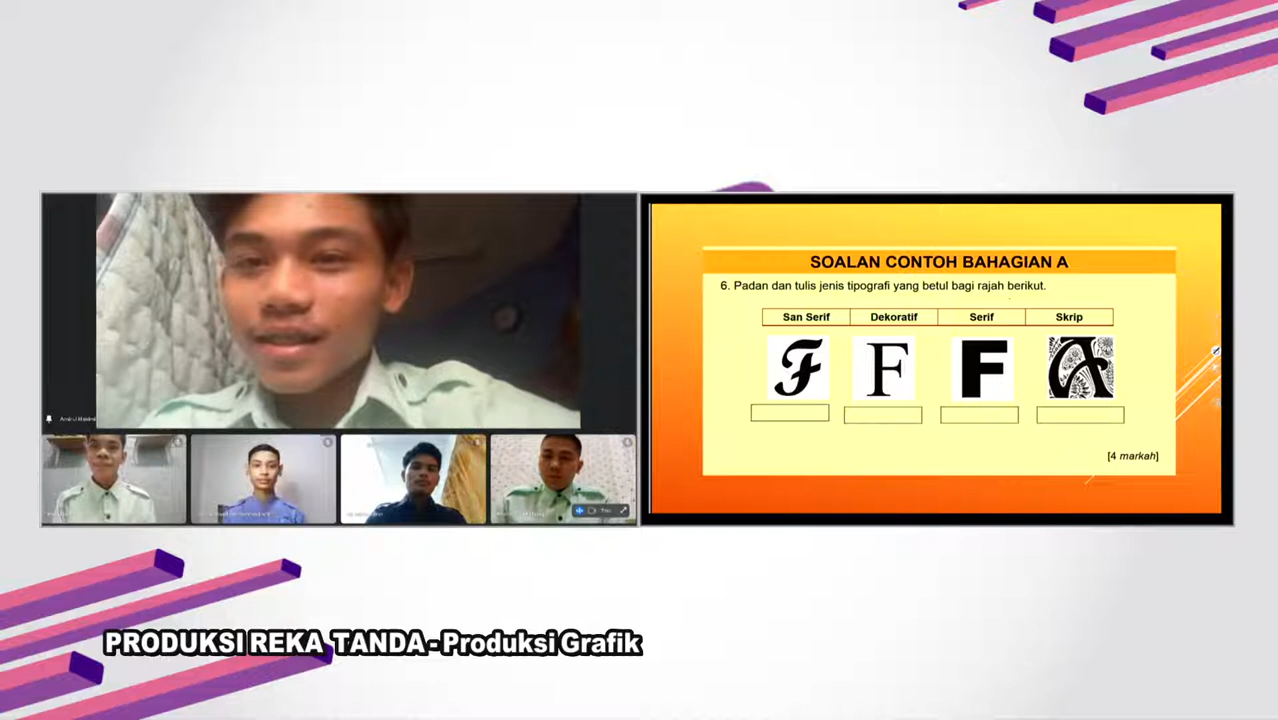 SOALAN CONTOH BAHAGIAN A
6. Padan dan tulis jenis tipografi yang betul bagi rajah berikut.
San Serif Dekoratif Serif Skrip
F F F A
[4 markah]
PRODUKSI REKA TANDA - Produksi Grafik